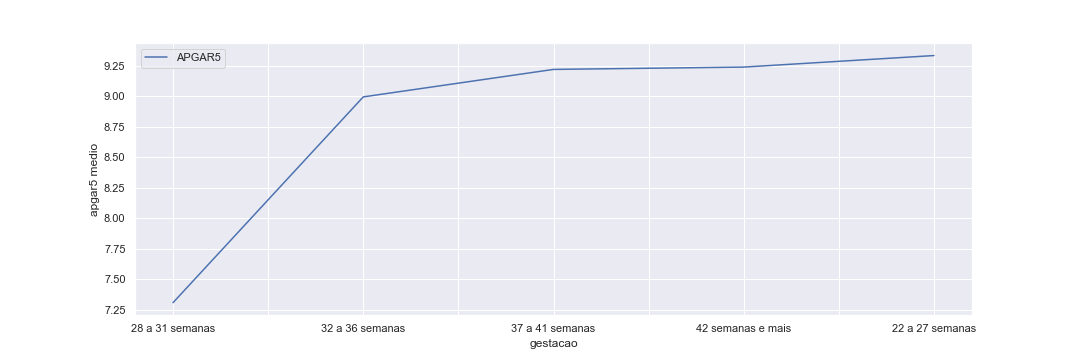 APGAR5
apgar5 medio
9.25
9.00
8.75
8.50
8.25
8.00
7.75
7.50
7.25
28 a 31 semanas
32 a 36 semanas
37 a 41 semanas
42 semanas e mais
22 a 27 semanas
gestacao